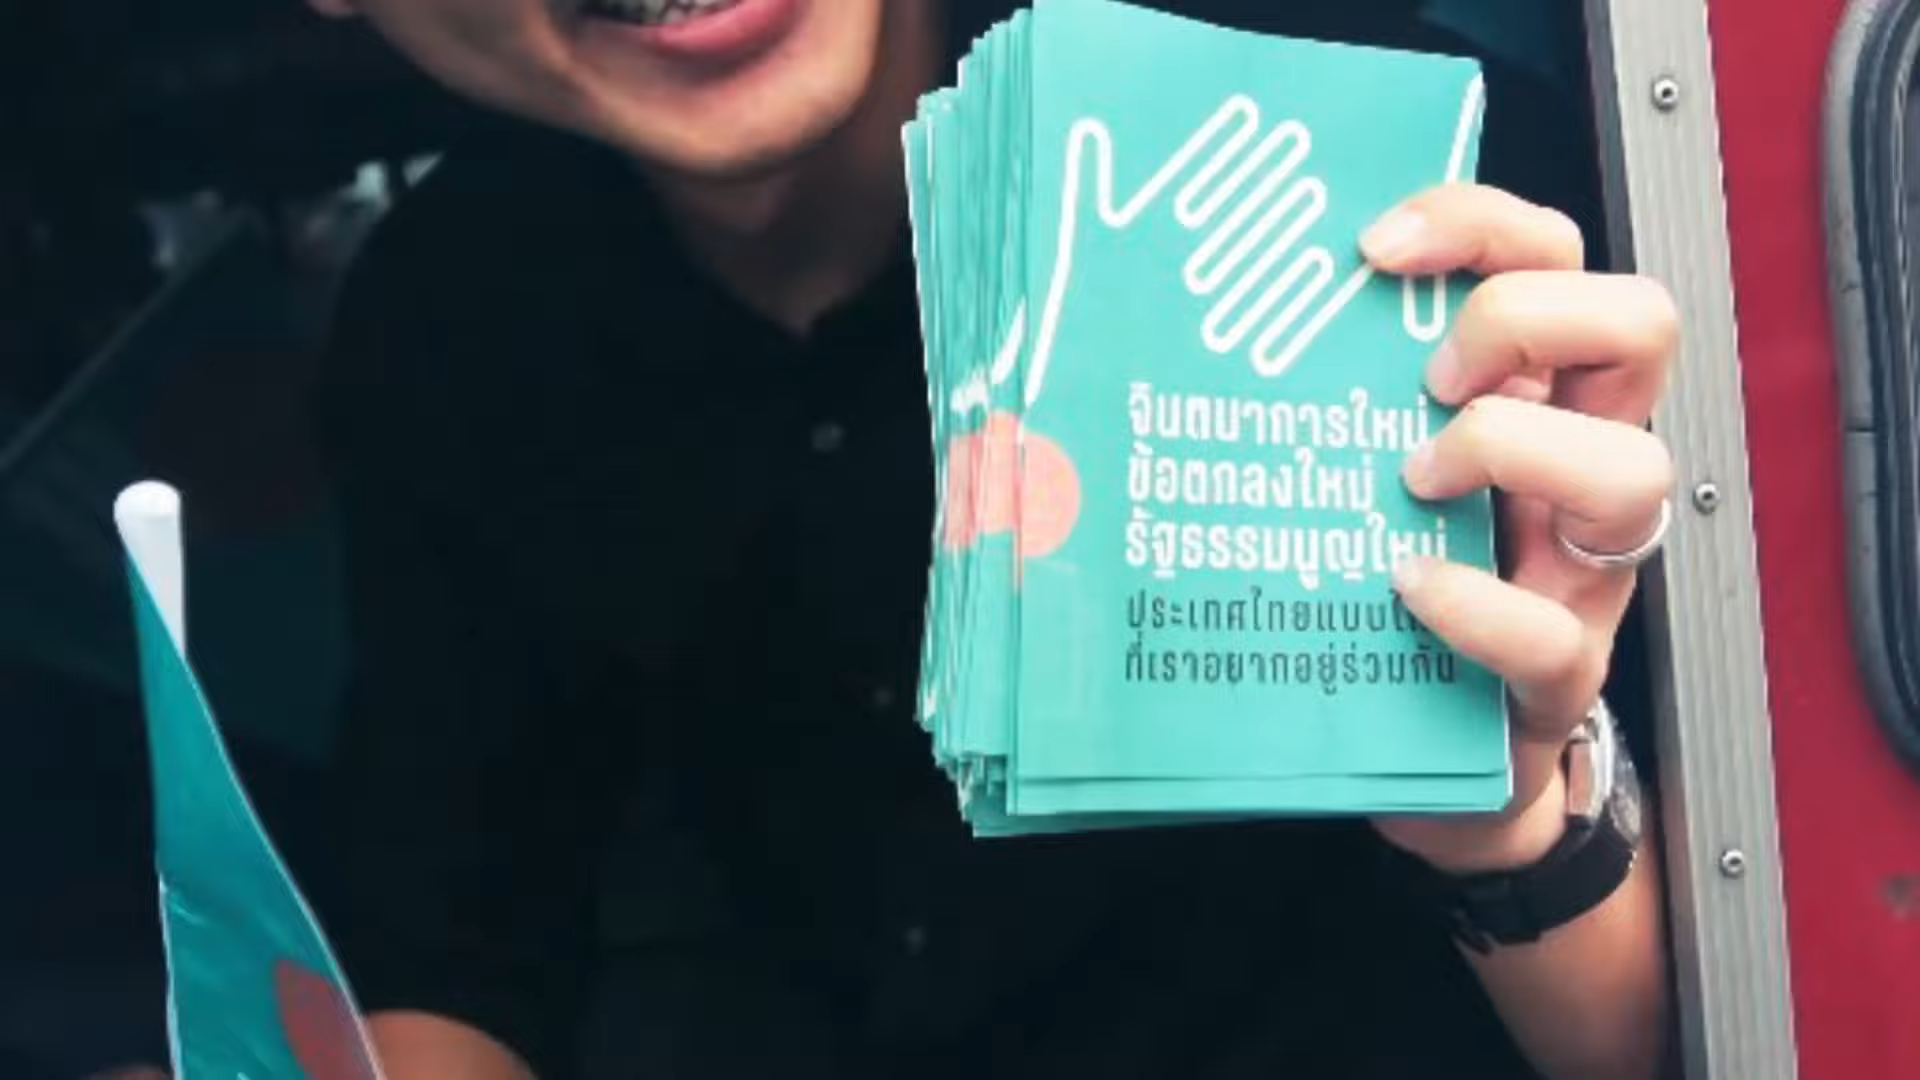 จินตนาการใหม่
ข้อตกลงใหม่
รัฐธรรมนูญใหม่
ประเทศไทยแบบ
ที่เราอยากอยู่ร่วมกัน